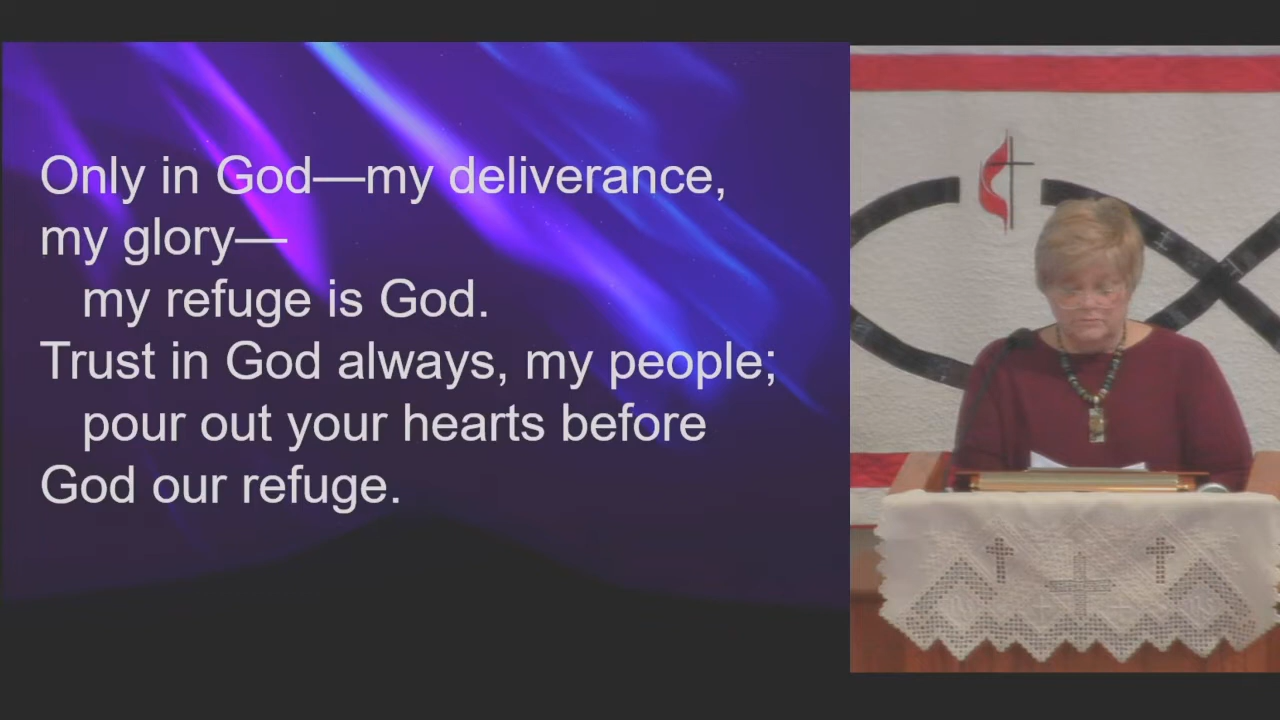 Only in God—my deliverance,
my glory—
my refuge is God.
Trust in God always, my people;
pour out your hearts before
God our refuge.